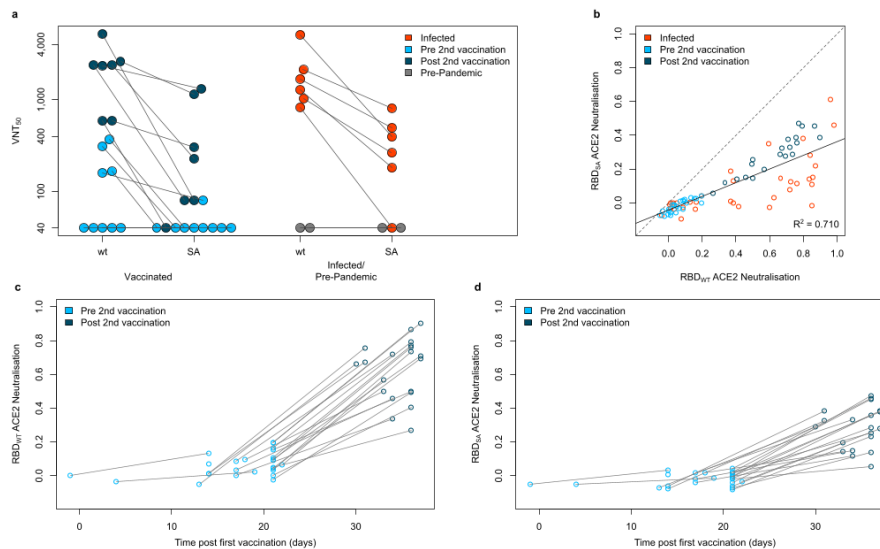 a
VNT50
4,000
1,000
400
100
40
Infected
Pre 2nd vaccination
Post 2nd vaccination
Pre-Pandemic
wt
SA
wt
SA
Vaccinated
Infected/
Pre-Pandemic
b
RBDSA ACE2 Neutralisation
1.0
0.8
0.6
0.4
0.2
0.0
Infected
Pre 2nd vaccination
Post 2nd vaccination
R2 = 0.710
0.0 0.2 0.4 0.6 0.8 1.0
RBDWT ACE2 Neutralisation
c
RBDWT ACE2 Neutralisation
1.0
0.8
0.6
0.4
0.2
0.0
Pre 2nd vaccination
Post 2nd vaccination
0 10 20 30
Time post first vaccination (days)
d
RBDSA ACE2 Neutralisation
1.0
0.8
0.6
0.4
0.2
0.0
Pre 2nd vaccination
Post 2nd vaccination
0 10 20 30
Time post first vaccination (days)